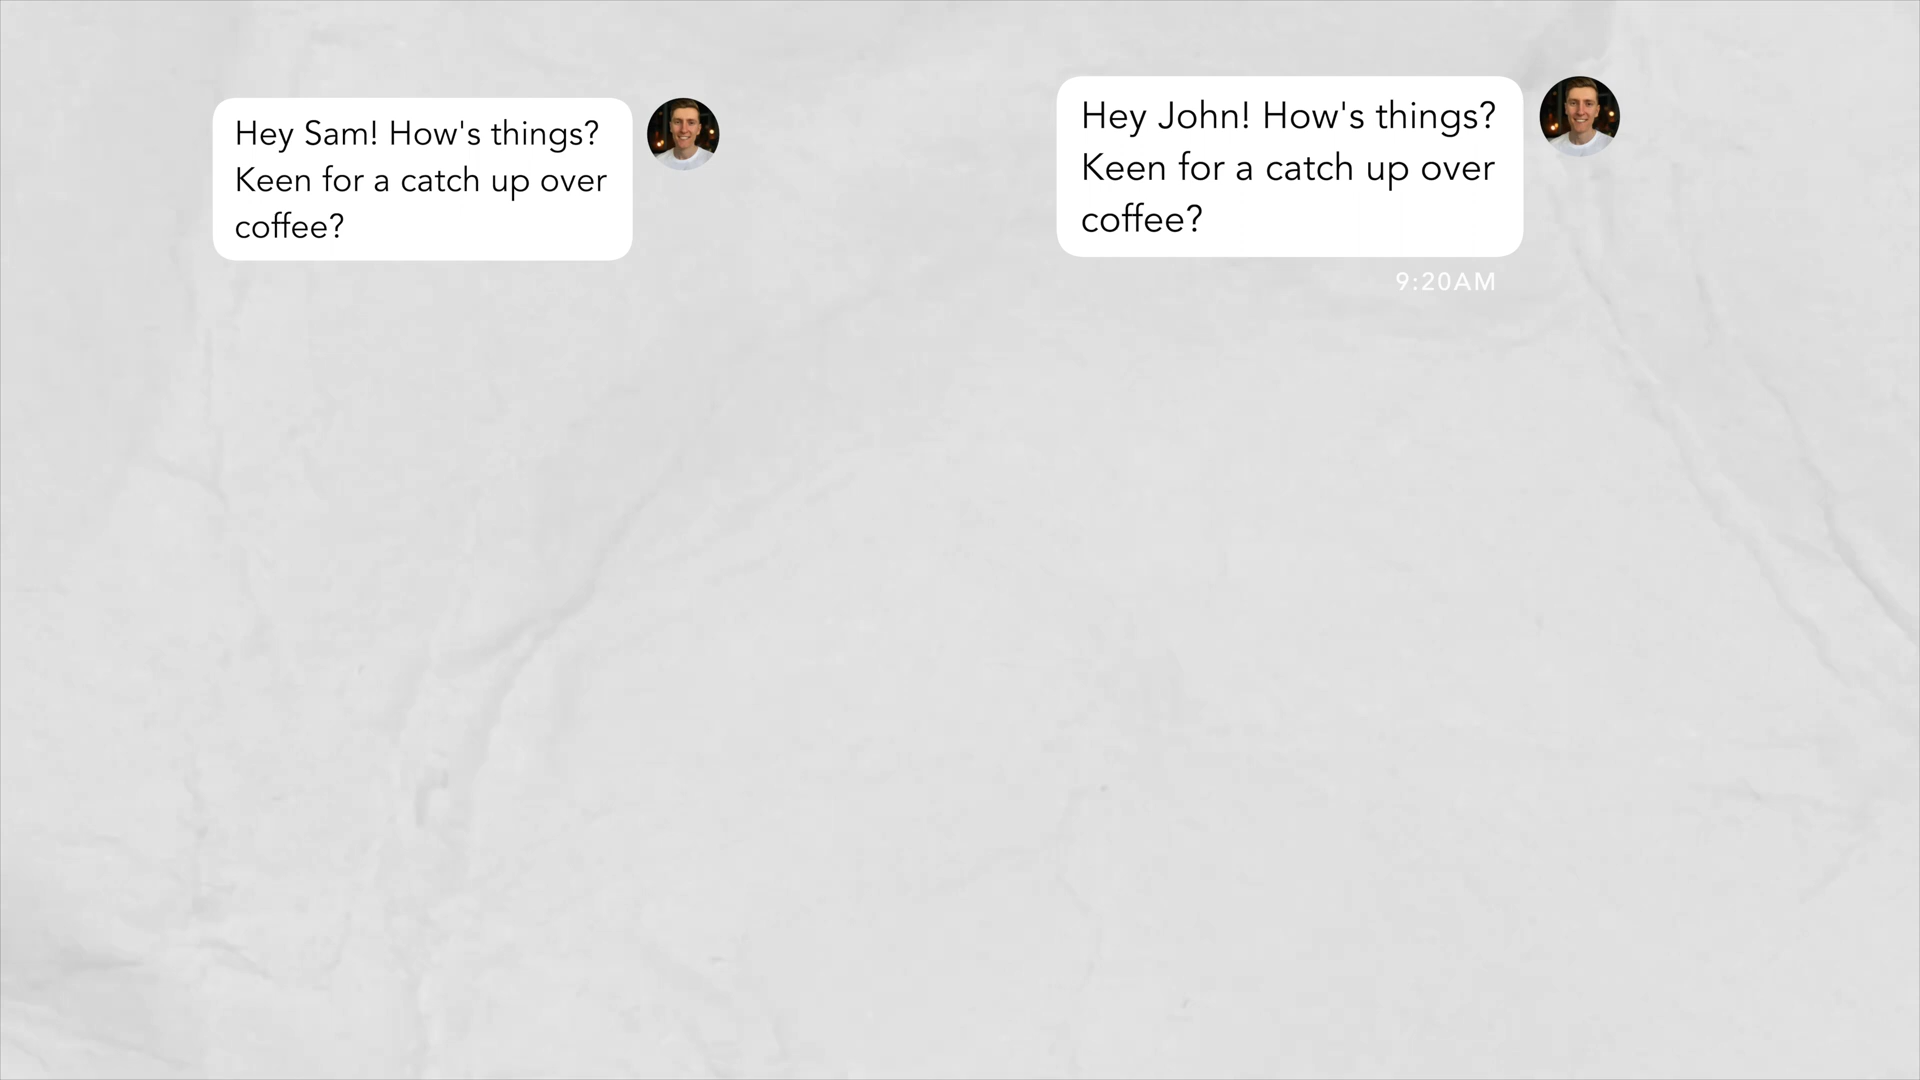 Hey Sam! How's things?
Keen for a catch up over
coffee?
Hey John! How's things?
Keen for a catch up over
coffee?
9:20AM